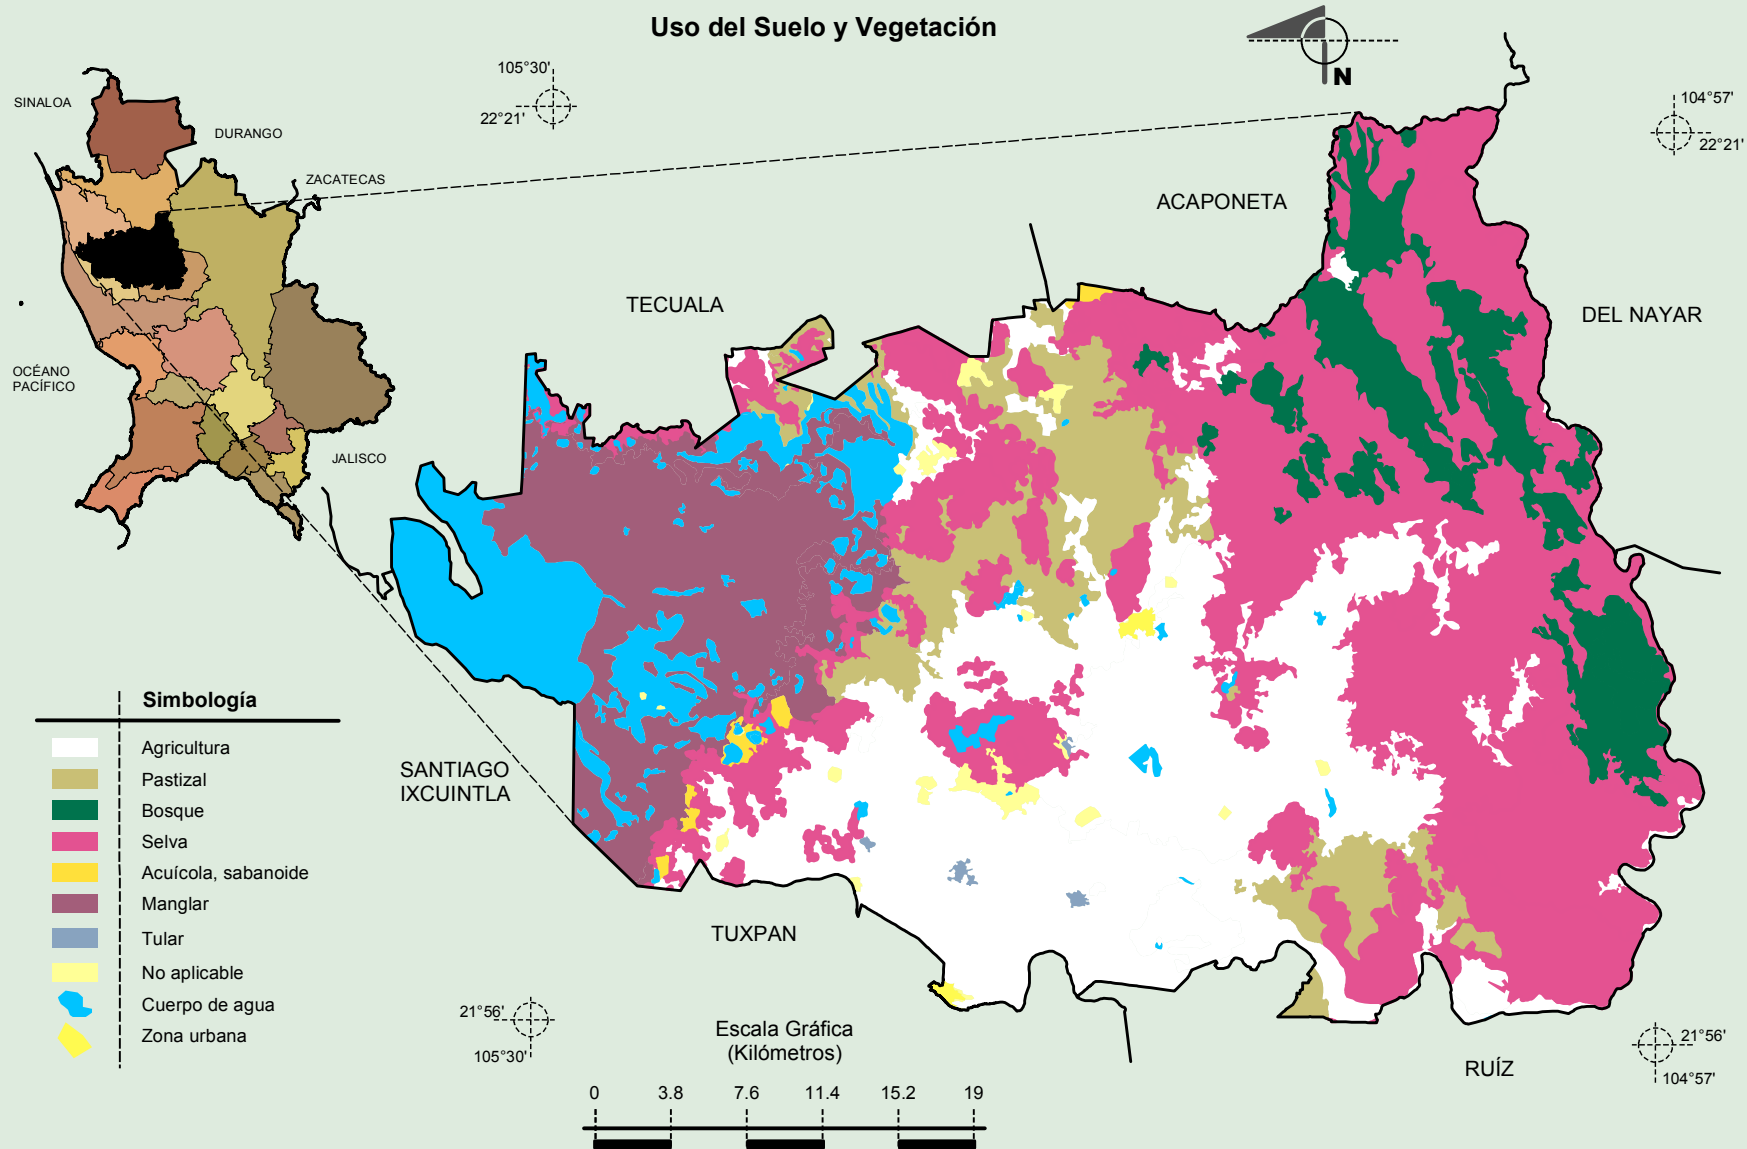 Uso del Suelo y Vegetación
N
105°30'
22°21'
104°57'
22°21'
SINALOA
DURANGO
ZACATECAS
OCÉANO
PACÍFICO
JALISCO
ACAPONETA
TECUALA
DEL NAYAR
SANTIAGO
IXCUINTLA
TUXPAN
RUÍZ
Simbología
Agricultura
Pastizal
Bosque
Selva
Acuícola, sabanoide
Manglar
Tular
No aplicable
Cuerpo de agua
Zona urbana
21°56'
105°30'
21°56'
104°57'
Escala Gráfica
(Kilómetros)
0 3.8 7.6 11.4 15.2 19